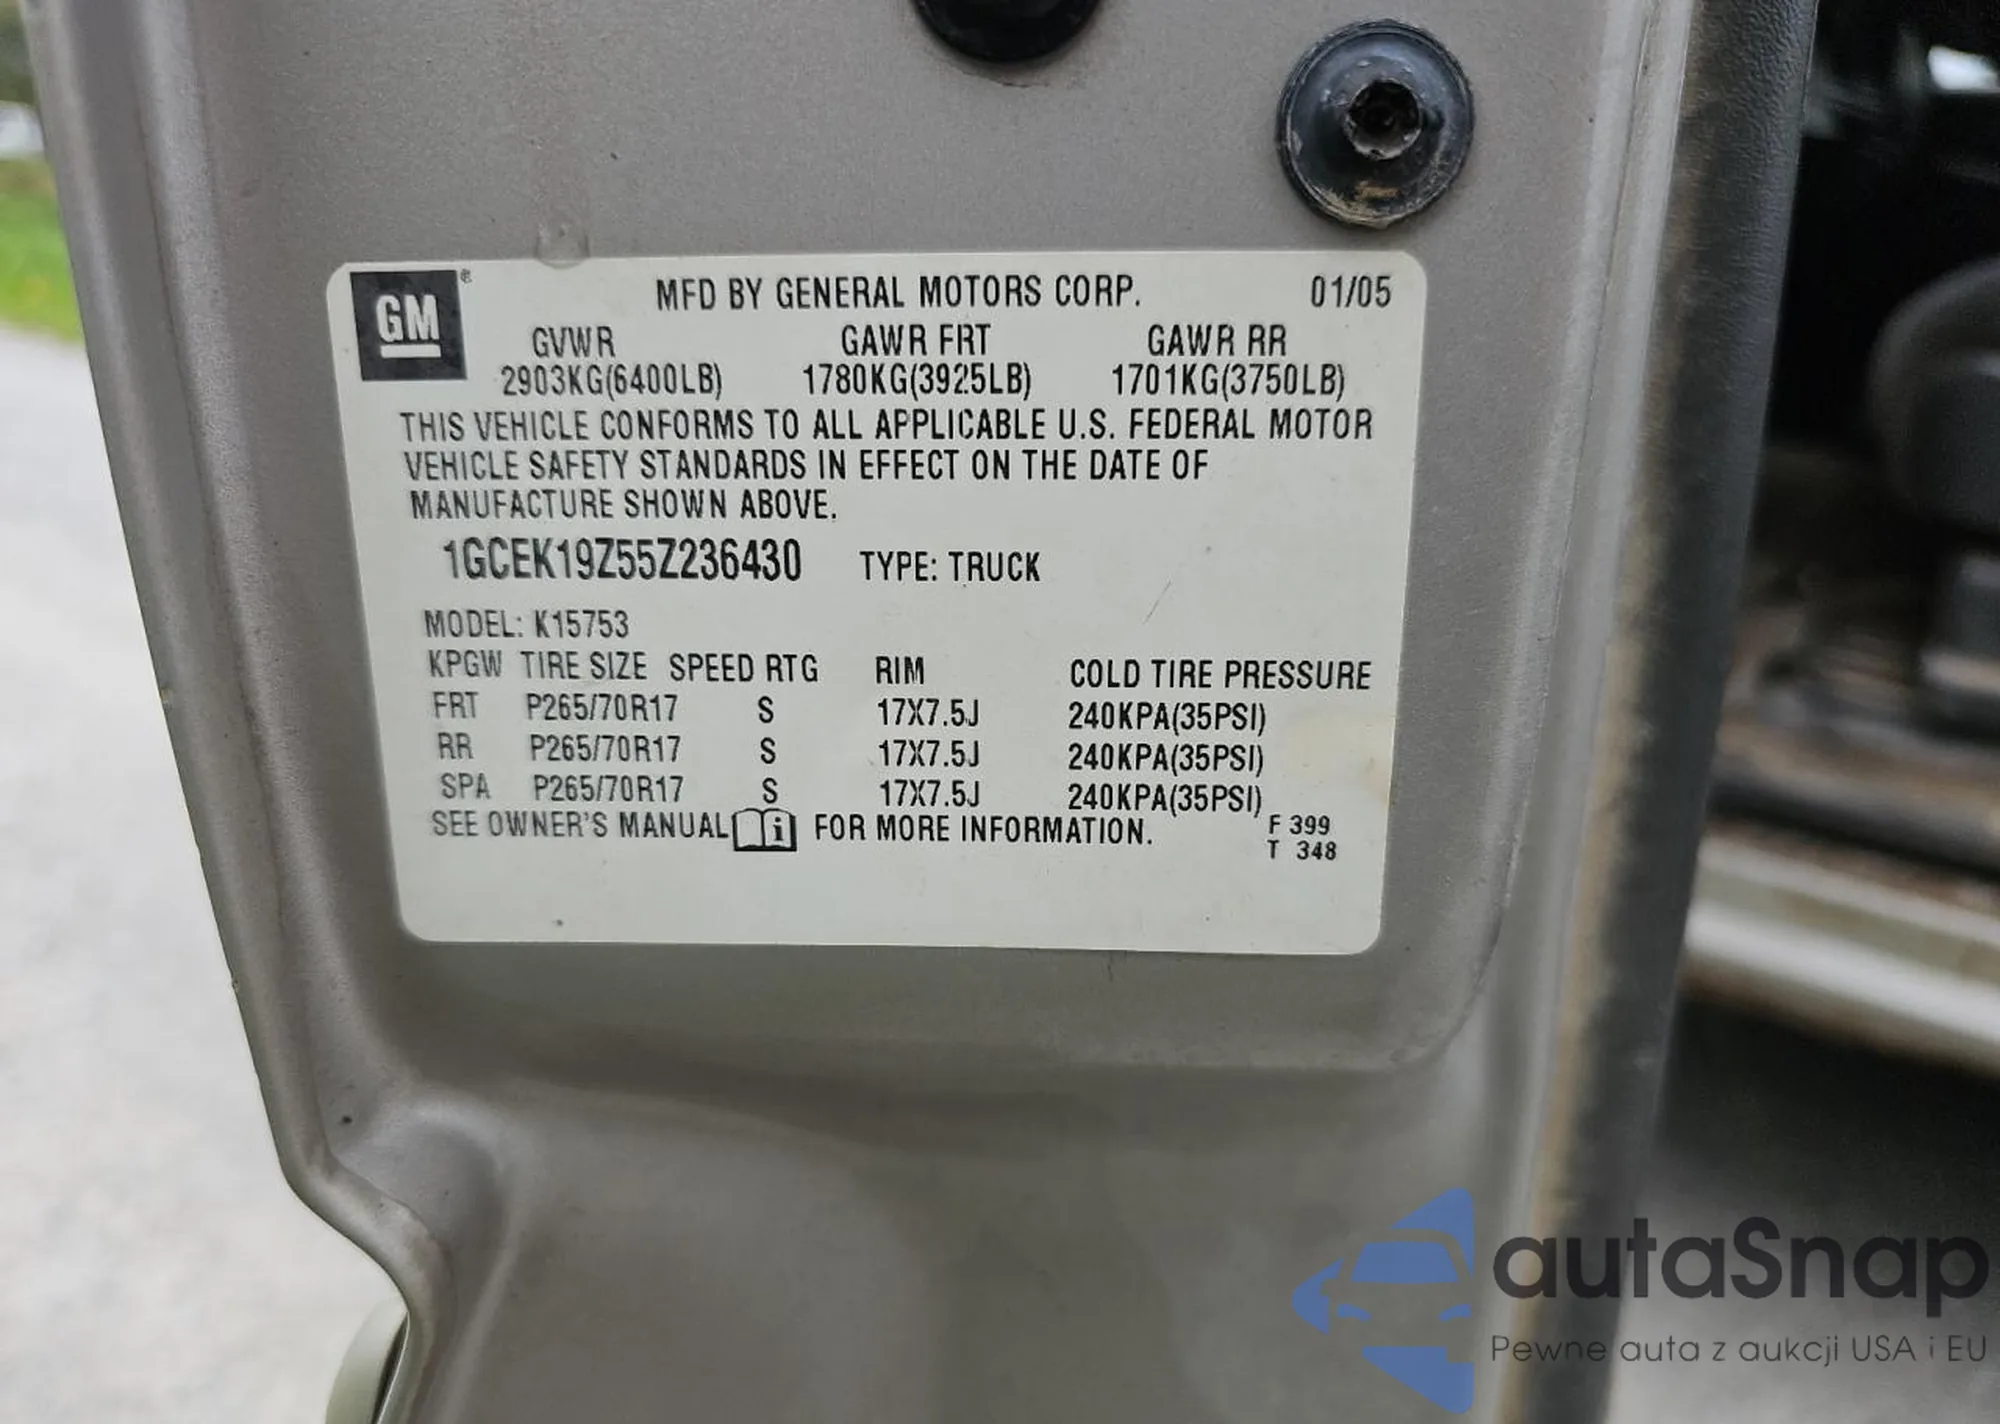 GM ® MFD BY GENERAL MOTORS CORP. 01/05
GVWR GAWR FRT GAWR RR
2903KG(6400LB) 1780KG(3925LB) 1701KG(3750LB)
THIS VEHICLE CONFORMS TO ALL APPLICABLE U.S. FEDERAL MOTOR
VEHICLE SAFETY STANDARDS IN EFFECT ON THE DATE OF
MANUFACTURE SHOWN ABOVE.
1GCEK19Z55Z236430 TYPE: TRUCK
MODEL: K15753
KPGW TIRE SIZE SPEED RTG RIM COLD TIRE PRESSURE
FRT P265/70R17 S 17X7.5J 240KPA(35PSI)
RR P265/70R17 S 17X7.5J 240KPA(35PSI)
SPA P265/70R17 S 17X7.5J 240KPA(35PSI)
SEE OWNER'S MANUAL i FOR MORE INFORMATION. F 399
T 348
autaSnap
Pewne auta z aukcji USA i EU